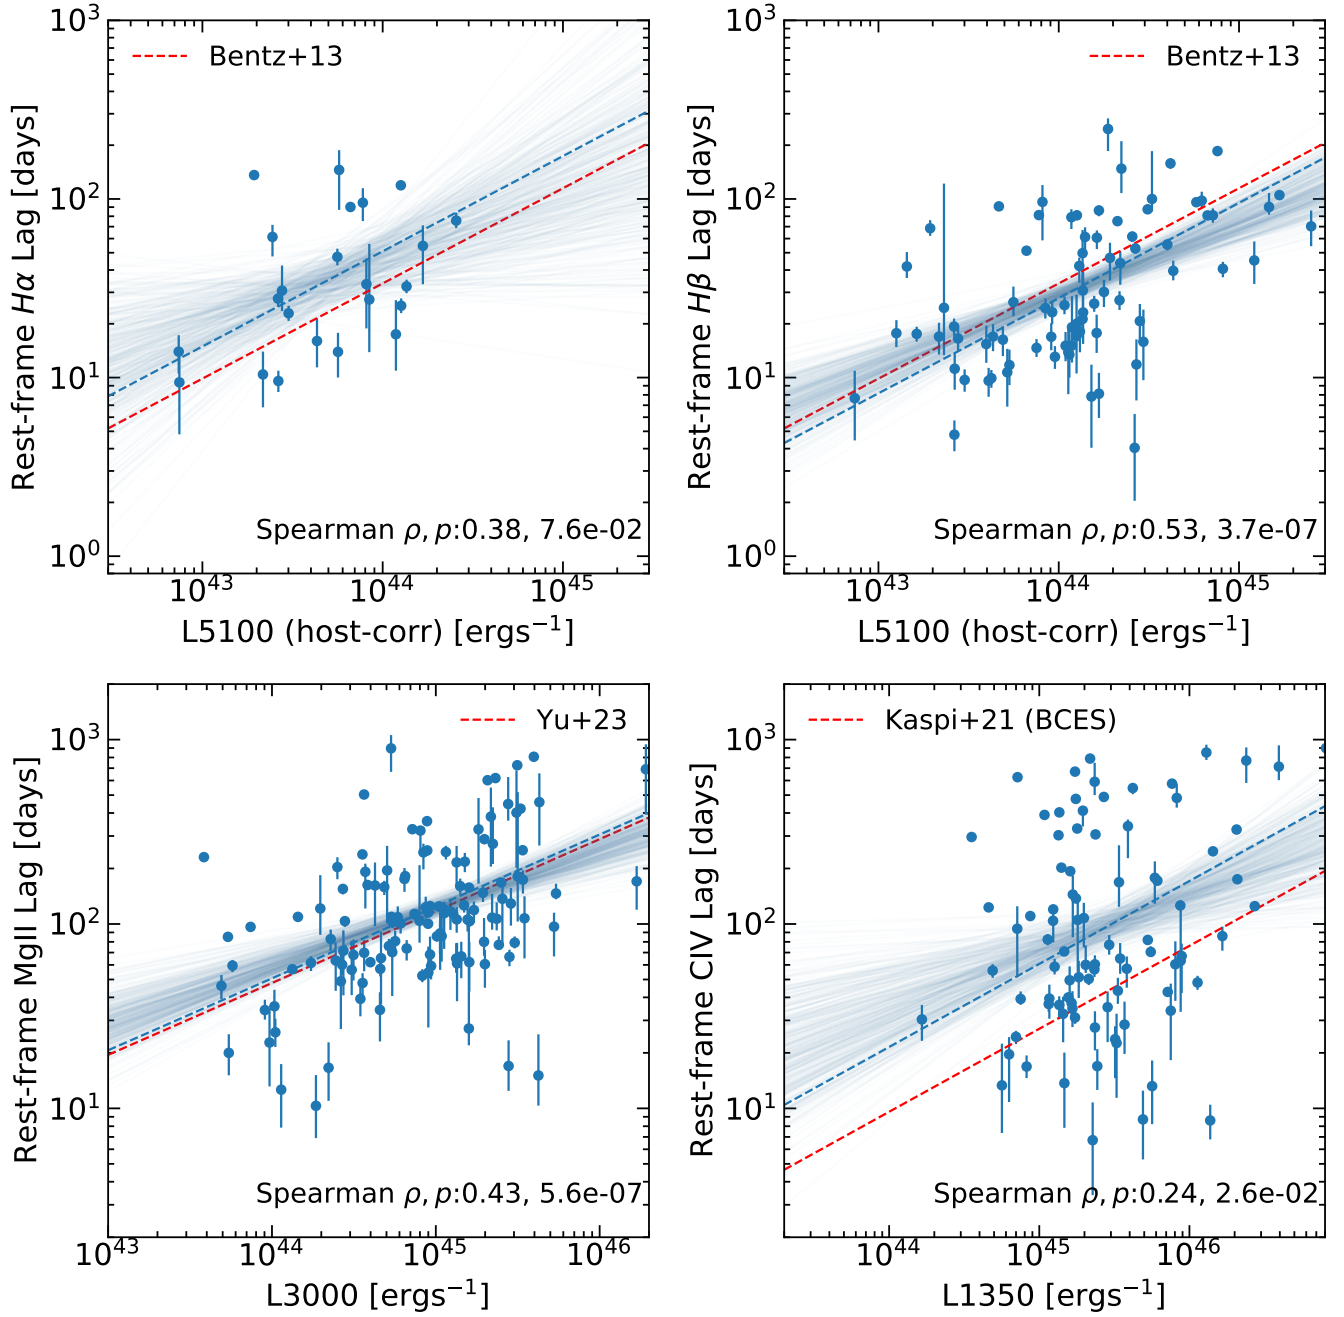 10³
10²
10¹
10⁰
Rest-frame Hα Lag [days]
Bentz+13
Spearman ρ, p:0.38, 7.6e-02
10⁴³ 10⁴⁴ 10⁴⁵
L5100 (host-corr) [ergs⁻¹]
10³
10²
10¹
10⁰
Rest-frame Hβ Lag [days]
Bentz+13
Spearman ρ, p:0.53, 3.7e-07
10⁴³ 10⁴⁴ 10⁴⁵
L5100 (host-corr) [ergs⁻¹]
10³
10²
10¹
Rest-frame MgII Lag [days]
Yu+23
Spearman ρ, p:0.43, 5.6e-07
10⁴³ 10⁴⁴ 10⁴⁵ 10⁴⁶
L3000 [ergs⁻¹]
10³
10²
10¹
Rest-frame CIV Lag [days]
Kaspi+21 (BCES)
Spearman ρ, p:0.24, 2.6e-02
10⁴⁴ 10⁴⁵ 10⁴⁶
L1350 [ergs⁻¹]